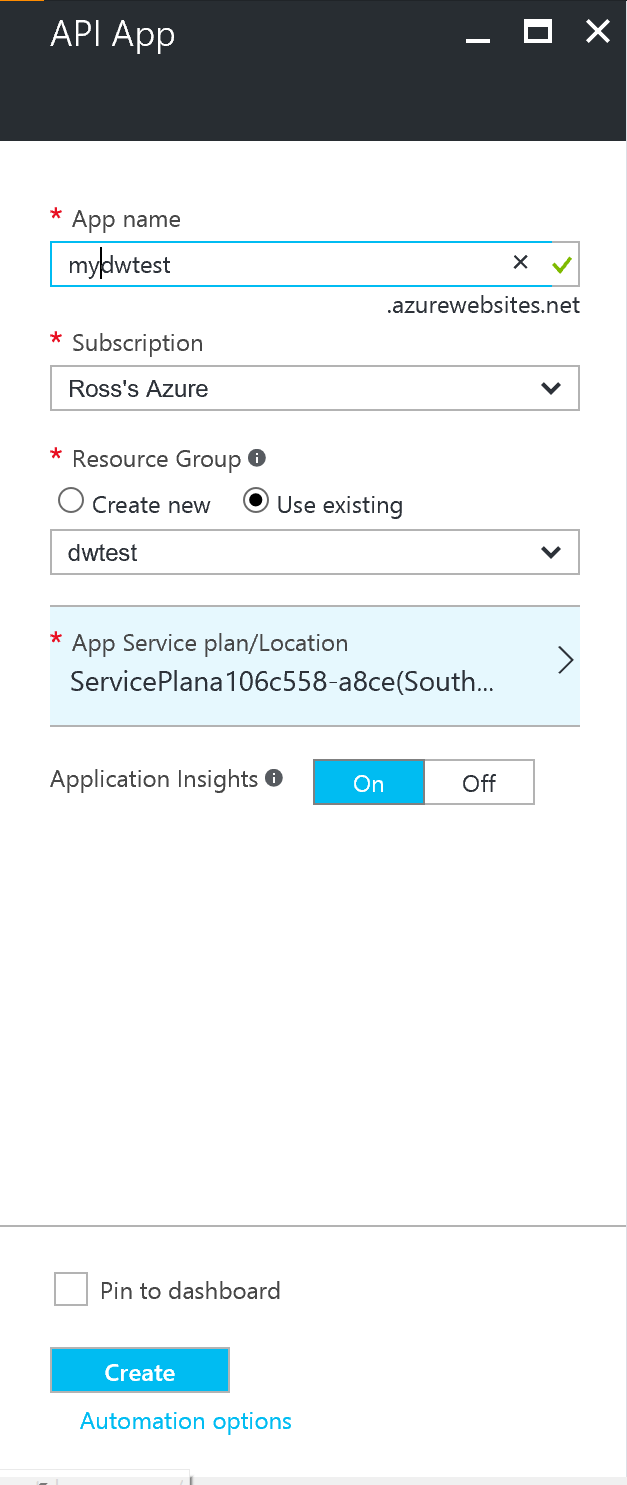 API App
* App name
mydwtest
.azurewebsites.net
* Subscription
Ross's Azure
* Resource Group
Create new Use existing
dwtest
* App Service plan/Location
ServicePlana106c558-a8ce(South...
Application Insights On Off
Pin to dashboard
Create
Automation options